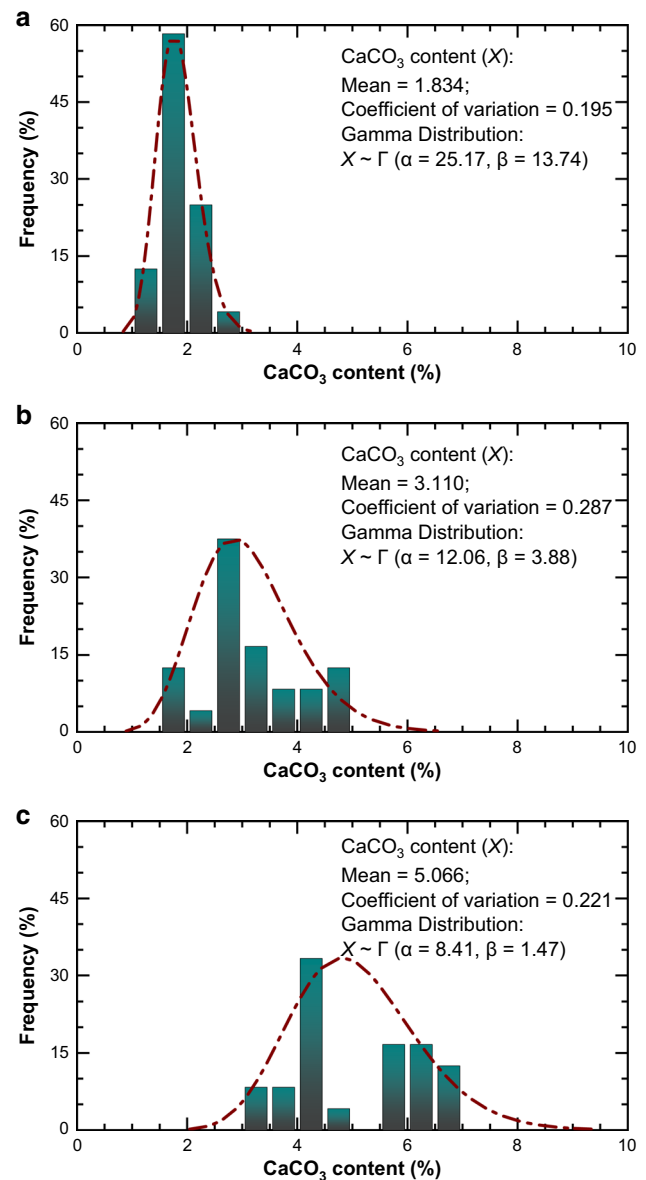 a
60
45
30
15
0
Frequency (%)
CaCO₃ content (X):
Mean = 1.834;
Coefficient of variation = 0.195
Gamma Distribution:
X ~ Γ (α = 25.17, β = 13.74)
0 2 4 6 8 10
CaCO₃ content (%)
b
60
45
30
15
0
Frequency (%)
CaCO₃ content (X):
Mean = 3.110;
Coefficient of variation = 0.287
Gamma Distribution:
X ~ Γ (α = 12.06, β = 3.88)
0 2 4 6 8 10
CaCO₃ content (%)
c
60
45
30
15
0
Frequency (%)
CaCO₃ content (X):
Mean = 5.066;
Coefficient of variation = 0.221
Gamma Distribution:
X ~ Γ (α = 8.41, β = 1.47)
0 2 4 6 8 10
CaCO₃ content (%)